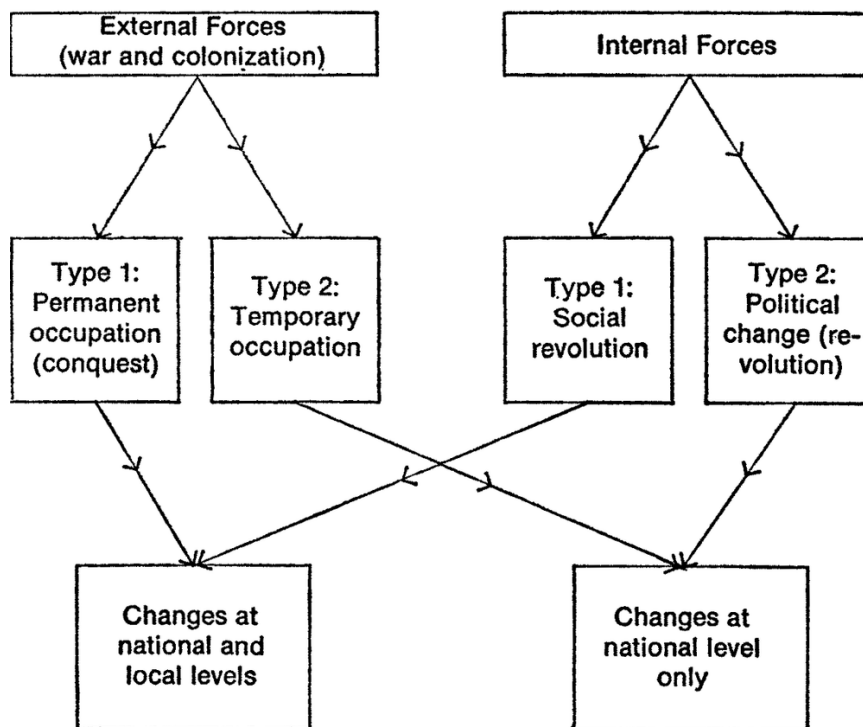 External Forces
(war and colonization)
Internal Forces
Type 1:
Permanent
occupation
(conquest)
Type 2:
Temporary
occupation
Type 1:
Social
revolution
Type 2:
Political
change (re-
volution)
Changes at
national and
local levels
Changes at
national level
only